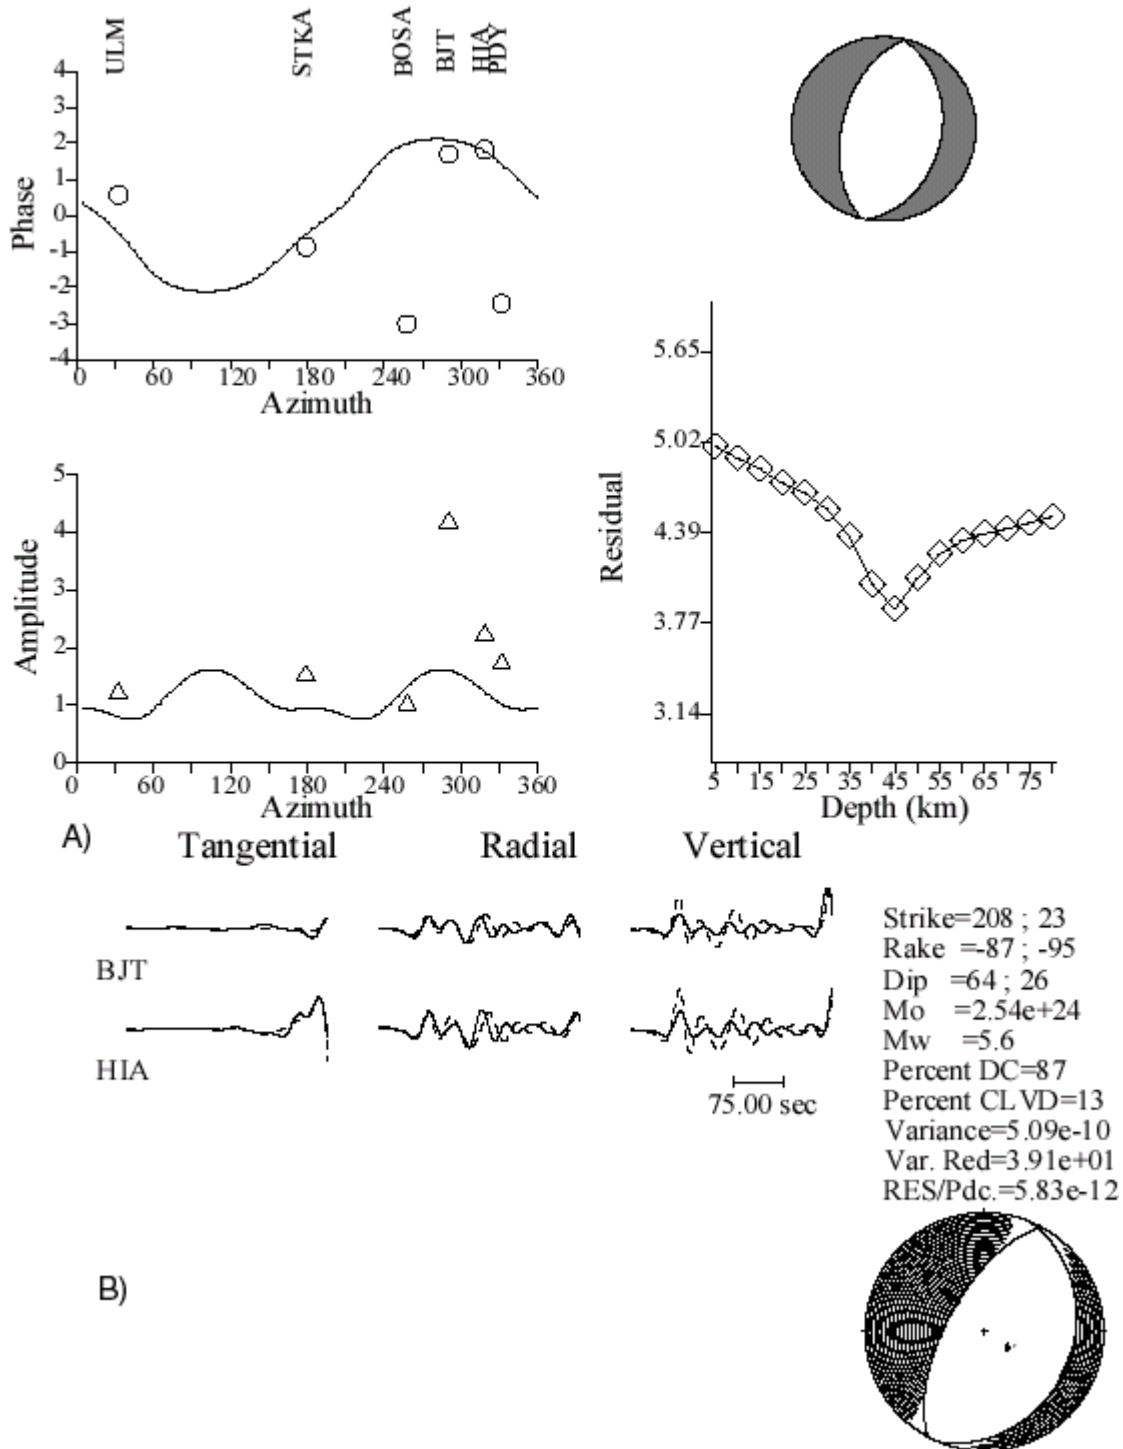 ULM STKA BOSA BJT HIA PDY
4
3
2
1
0
-1
-2
-3
-4
Phase
0 60 120 180 240 300 360
Azimuth
5
4
3
2
1
0
Amplitude
0 60 120 180 240 300 360
Azimuth
5.65
5.02
4.39
3.77
3.14
Residual
5 15 25 35 45 55 65 75
Depth (km)
A)
Tangential Radial Vertical
BJT
HIA
75.00 sec
Strike=208 ; 23
Rake =-87 ; -95
Dip =64 ; 26
Mo =2.54e+24
Mw =5.6
Percent DC=87
Percent CLVD=13
Variance=5.09e-10
Var. Red=3.91e+01
RES/Pdc.=5.83e-12
B)